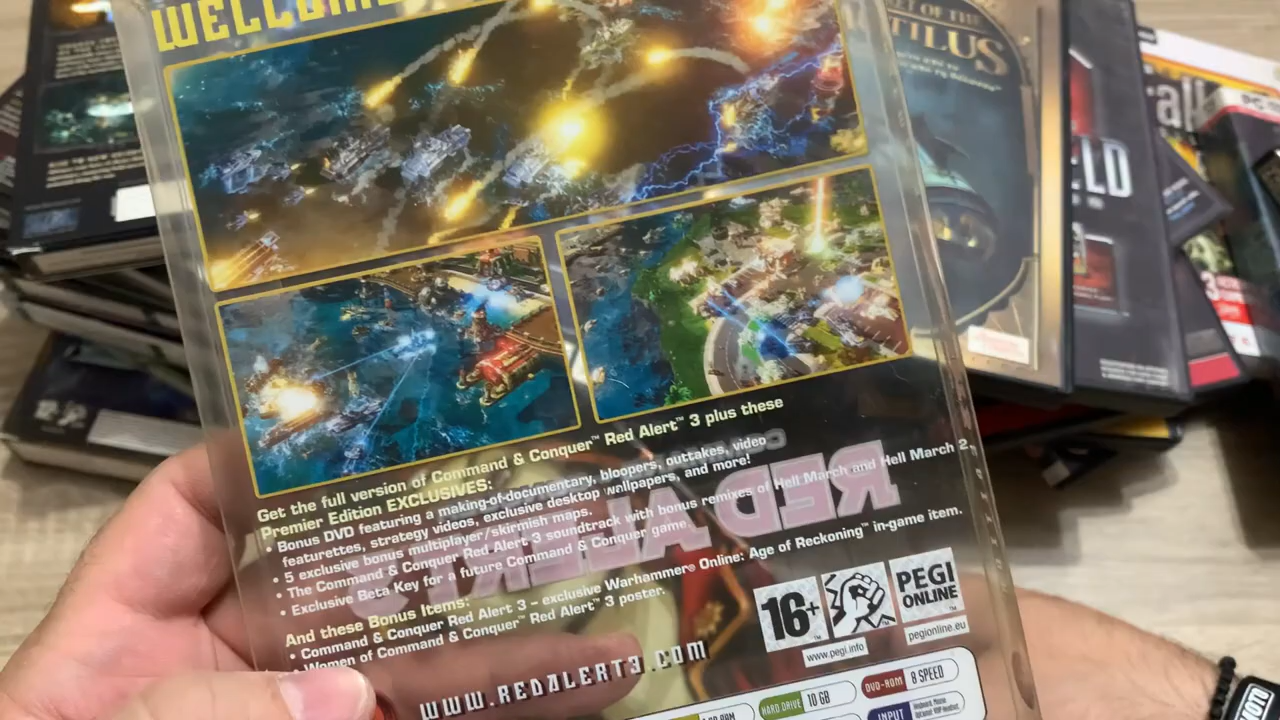 WELCOME
Get the full version of Command & Conquer™ Red Alert™ 3 plus these
Premier Edition EXCLUSIVES:
• Bonus DVD featuring a making-of-documentary, bloopers, outtakes, video
featurettes, strategy videos, exclusive desktop wallpapers, and more!
• 5 exclusive bonus multiplayer/skirmish maps.
• The Command & Conquer Red Alert 3 soundtrack with bonus remixes of Hell March and Hell March 2.
• Exclusive Beta Key for a future Command & Conquer game.
And these Bonus Items:
• Command & Conquer Red Alert 3 – exclusive Warhammer® Online: Age of Reckoning™ in-game item.
• Women of Command & Conquer™ Red Alert™ 3 poster.
RED ALERT 3
16+
www.pegi.info
PEGI
ONLINE
pegionline.eu
WWW.REDALERT3.COM
HARD DRIVE 10 GB
DVD-ROM 8 SPEED
INPUT
OF THE
TILUS
LD
all
3